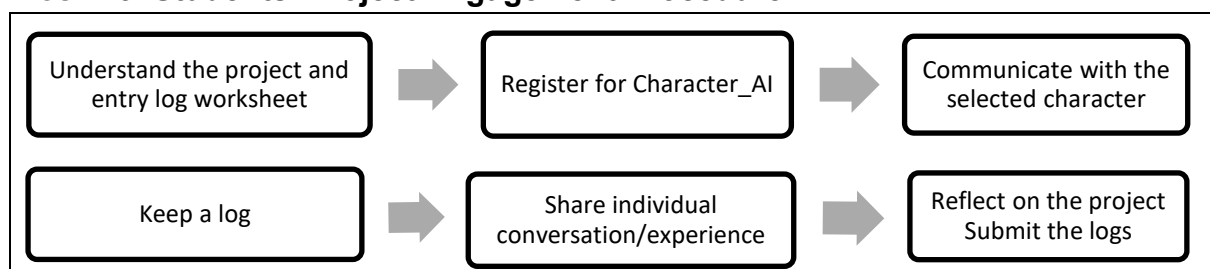 Understand the project and
entry log worksheet
Register for Character_AI
Communicate with the
selected character
Keep a log
Share individual
conversation/experience
Reflect on the project
Submit the logs